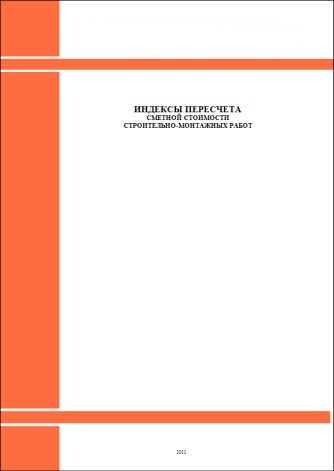 ИНДЕКСЫ ПЕРЕСЧЕТА
СМЕТНОЙ СТОИМОСТИ
СТРОИТЕЛЬНО-МОНТАЖНЫХ РАБОТ
2011